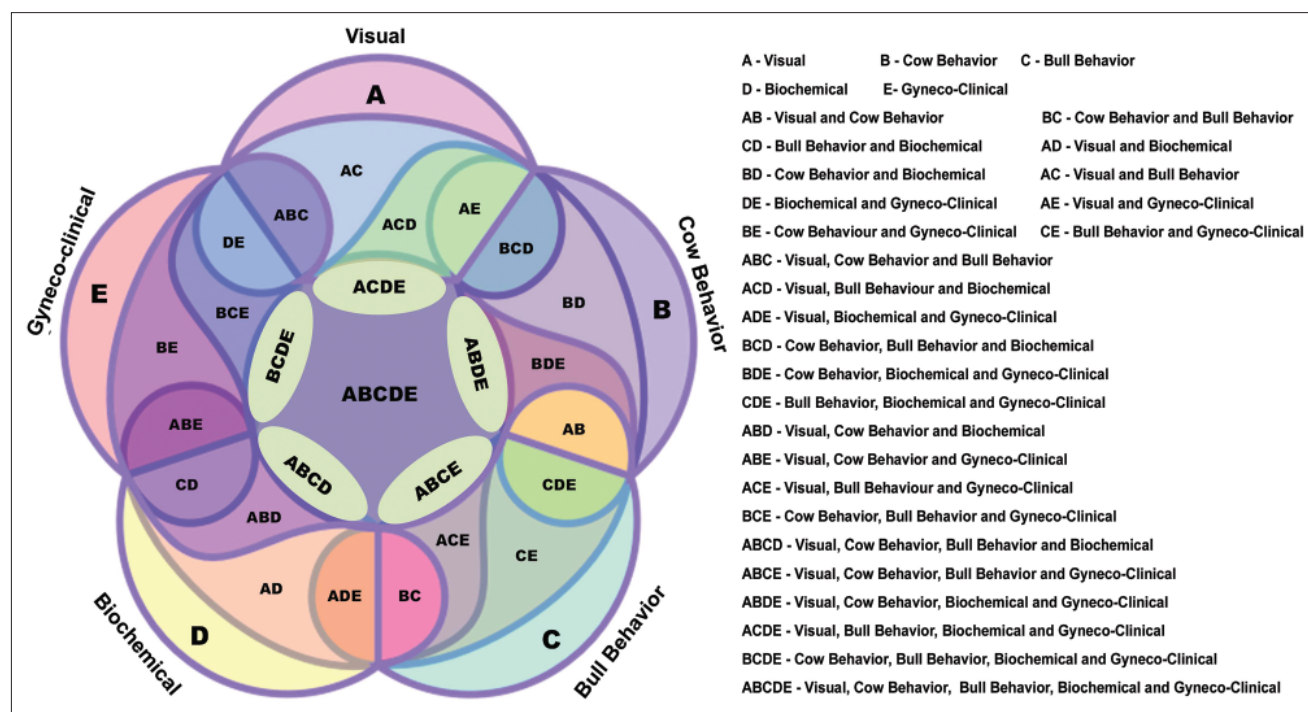 Visual
A
AC
ABC
DE
ACD
AE
BCD
Gyneco-clinical
E
Cow Behavior
B
ACDE
BCE
BD
BE
BCDE
ABDE
BDE
ABCDE
ABE
AB
CD
ABCD
ABCE
CDE
ABD
ACE
CE
AD
ADE
BC
Biochemical
D
C
Bull Behavior
A - Visual B - Cow Behavior C - Bull Behavior
D - Biochemical E- Gyneco-Clinical
AB - Visual and Cow Behavior BC - Cow Behavior and Bull Behavior
CD - Bull Behavior and Biochemical AD - Visual and Biochemical
BD - Cow Behavior and Biochemical AC - Visual and Bull Behavior
DE - Biochemical and Gyneco-Clinical AE - Visual and Gyneco-Clinical
BE - Cow Behaviour and Gyneco-Clinical CE - Bull Behavior and Gyneco-Clinical
ABC - Visual, Cow Behavior and Bull Behavior
ACD - Visual, Bull Behaviour and Biochemical
ADE - Visual, Biochemical and Gyneco-Clinical
BCD - Cow Behavior, Bull Behavior and Biochemical
BDE - Cow Behavior, Biochemical and Gyneco-Clinical
CDE - Bull Behavior, Biochemical and Gyneco-Clinical
ABD - Visual, Cow Behavior and Biochemical
ABE - Visual, Cow Behavior and Gyneco-Clinical
ACE - Visual, Bull Behaviour and Gyneco-Clinical
BCE - Cow Behavior, Bull Behavior and Gyneco-Clinical
ABCD - Visual, Cow Behavior, Bull Behavior and Biochemical
ABCE - Visual, Cow Behavior, Bull Behavior and Gyneco-Clinical
ABDE - Visual, Cow Behavior, Biochemical and Gyneco-Clinical
ACDE - Visual, Bull Behavior, Biochemical and Gyneco-Clinical
BCDE - Cow Behavior, Bull Behavior, Biochemical and Gyneco-Clinical
ABCDE - Visual, Cow Behavior, Bull Behavior, Biochemical and Gyneco-Clinical